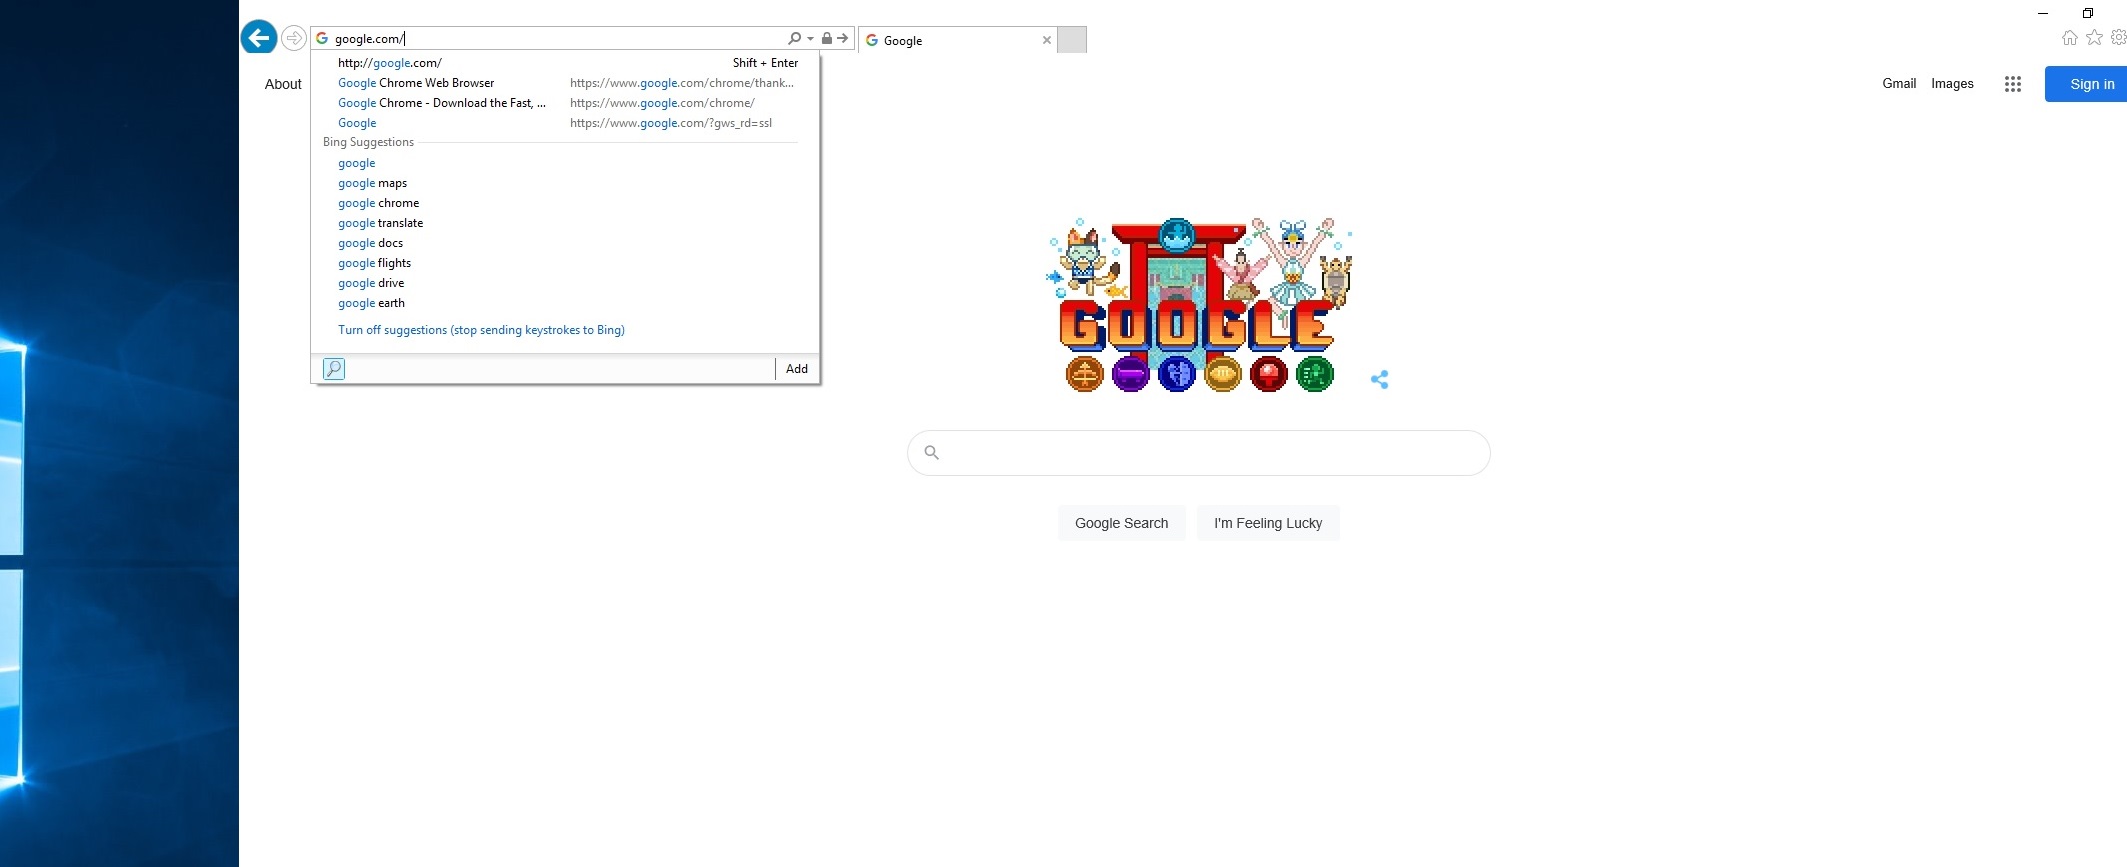 google.com/
Google
http://google.com/ Shift + Enter
Google Chrome Web Browser https://www.google.com/chrome/thank...
Google Chrome - Download the Fast, ... https://www.google.com/chrome/
Google https://www.google.com/?gws_rd=ssl
Bing Suggestions
google
google maps
google chrome
google translate
google docs
google flights
google drive
google earth
Turn off suggestions (stop sending keystrokes to Bing)
Add
About
Gmail Images
Sign in
GOOGLE
Google Search I'm Feeling Lucky